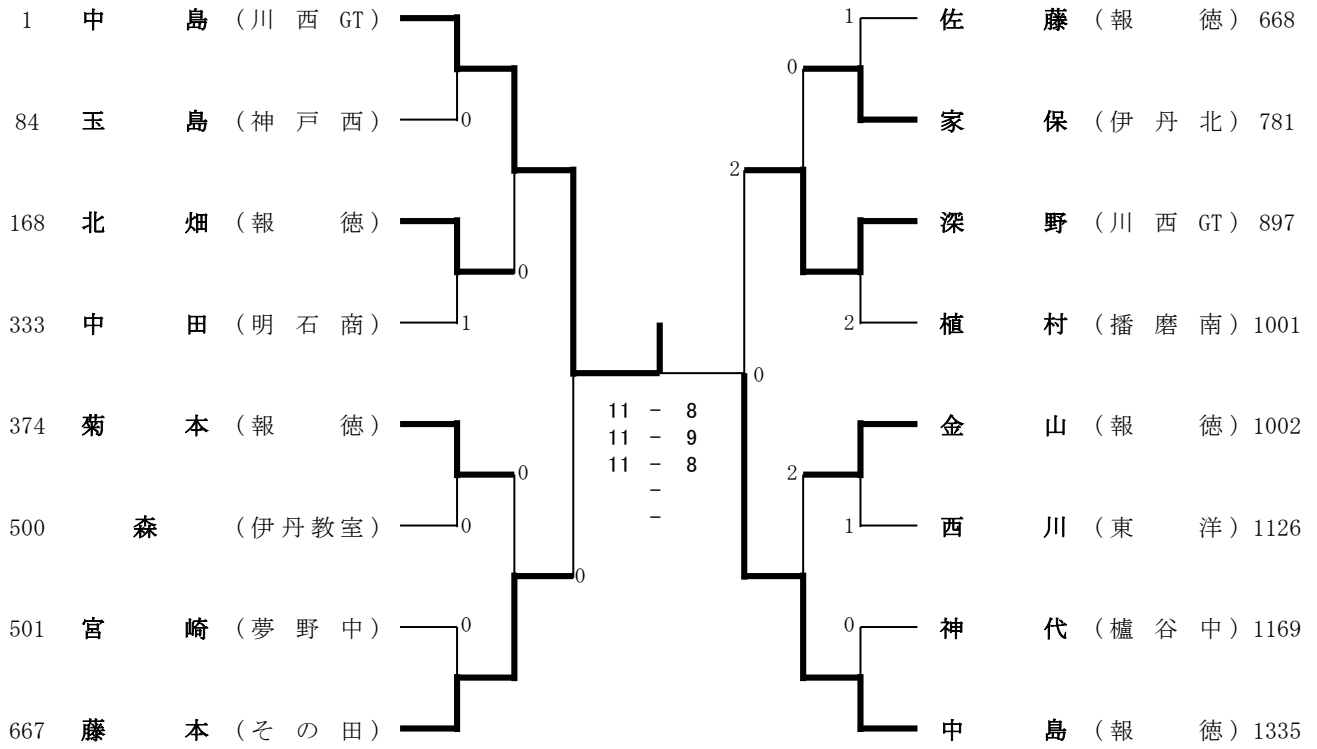 1 中 島 (川 西 GT) 1 佐 藤 (報 徳) 668
0
84 玉 島 (神 戸 西) 0 家 保 (伊 丹 北) 781
2
168 北 畑 (報 徳) 深 野 (川 西 GT) 897
0
333 中 田 (明 石 商) 1 2 植 村 (播 磨 南) 1001
0
11 - 8
374 菊 本 (報 徳) 金 山 (報 徳) 1002
11 - 9
11 - 8
0 2
-
500 森 (伊丹教室) 0 1 西 川 (東 洋) 1126
-
0
501 宮 崎 (夢 野 中) 0 0 神 代 (櫨 谷 中) 1169
667 藤 本 (そ の 田) 中 島 (報 徳) 1335